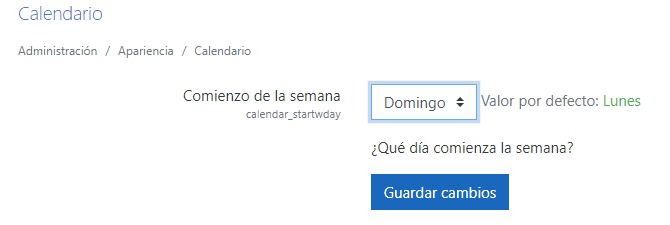 Calendario
Administración / Apariencia / Calendario
Comienzo de la semana
calendar_startwday
Domingo Valor por defecto: Lunes
¿Qué día comienza la semana?
Guardar cambios